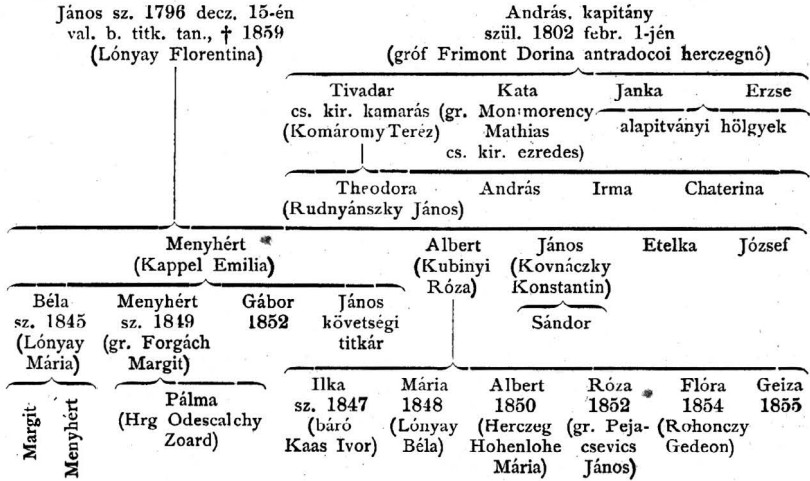 János sz. 1796 decz. 15-én
val. b. titk. tan., † 1859
(Lónyay Florentina)
András, kapitány
szül. 1802 febr. 1-jén
(gróf Frimont Dorina antradocoi herczegnő)
Tivadar
cs. kir. kamarás
(Komáromy Teréz)
Kata
(gr. Monmorency
Mathias
cs. kir. ezredes)
Janka Erzse
alapitványi hölgyek
Theodora
(Rudnyánszky János)
András
Irma
Chaterina
Menyhért
(Kappel Emilia)
Albert
(Kubinyi
Róza)
János
(Kovnáczky
Konstantin)
Etelka
József
Sándor
Béla
sz. 1845
(Lónyay
Mária)
Menyhért
sz. 1849
(gr. Forgách
Margit)
Gábor
1852
János
követségi
titkár
Margit
Menyhért
Pálma
(Hrg Odescalchy
Zoard)
Ilka
sz. 1847
(báró
Kaas Ivor)
Mária
1848
(Lónyay
Béla)
Albert
1850
(Herczeg
Hohenlohe
Mária)
Róza
1852
(gr. Peja-
csevics
János)
Flóra
1854
(Rohonczy
Gedeon)
Geiza
1855